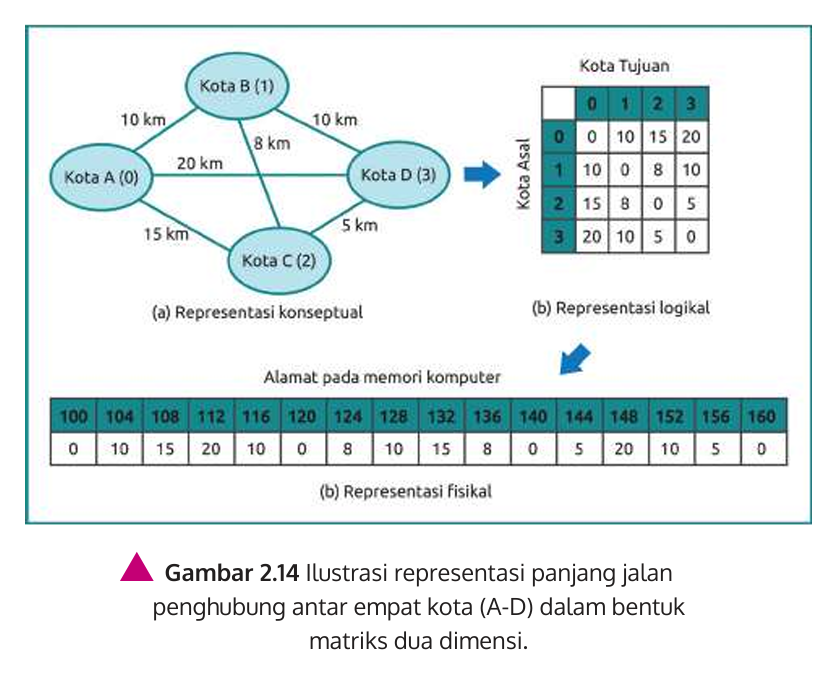 Kota B (1)
10 km
10 km
8 km
20 km
Kota A (0)
Kota D (3)
15 km
5 km
Kota C (2)
(a) Representasi konseptual
Kota Tujuan
Kota Asal
0 1 2 3
0 0 10 15 20
1 10 0 8 10
2 15 8 0 5
3 20 10 5 0
(b) Representasi logikal
Alamat pada memori komputer
100 104 108 112 116 120 124 128 132 136 140 144 148 152 156 160
0 10 15 20 10 0 8 10 15 8 0 5 20 10 5 0
(b) Representasi fisikal
Gambar 2.14 Ilustrasi representasi panjang jalan
penghubung antar empat kota (A-D) dalam bentuk
matriks dua dimensi.